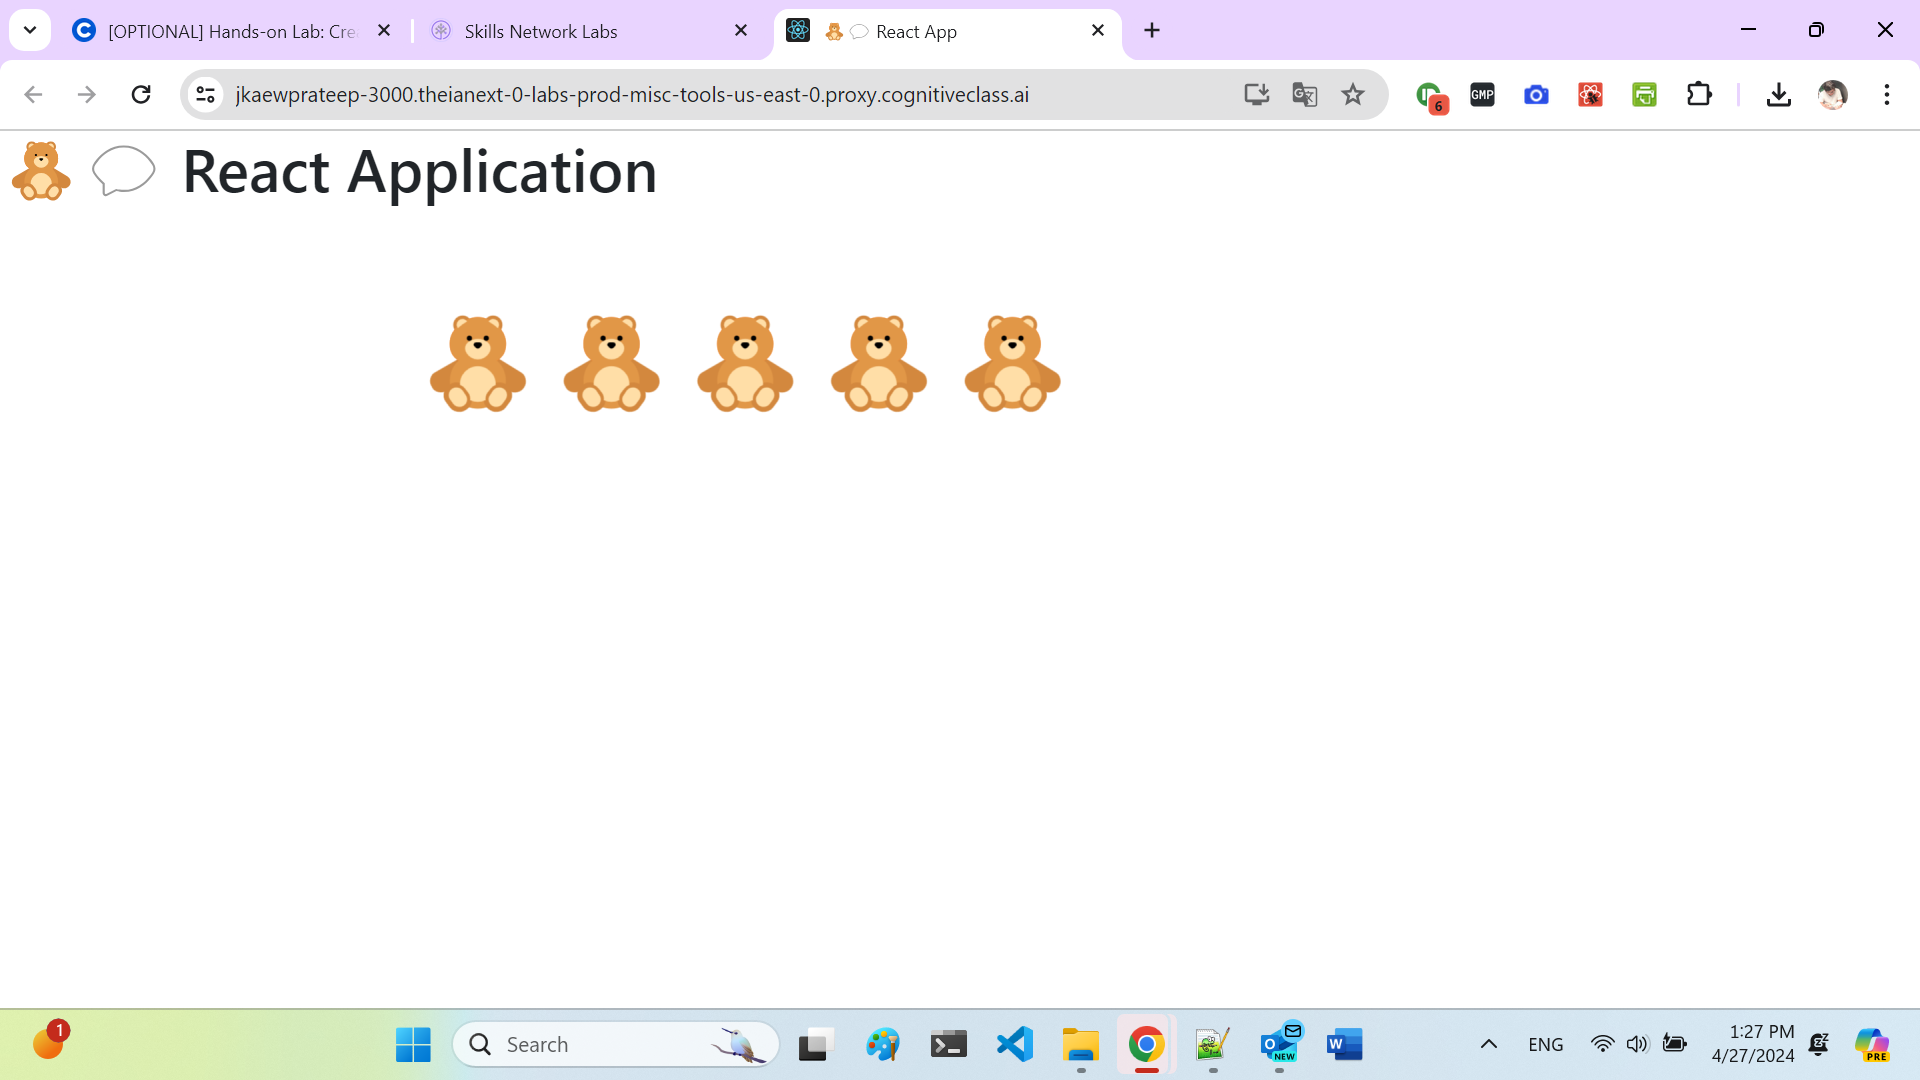 [OPTIONAL] Hands-on Lab: Cre
Skills Network Labs
🧸 💭 React App
jkaewprateep-3000.theianext-0-labs-prod-misc-tools-us-east-0.proxy.cognitiveclass.ai
6
GMP
React Application
1
Search
NEW
W
ENG
1:27 PM
4/27/2024
PRE